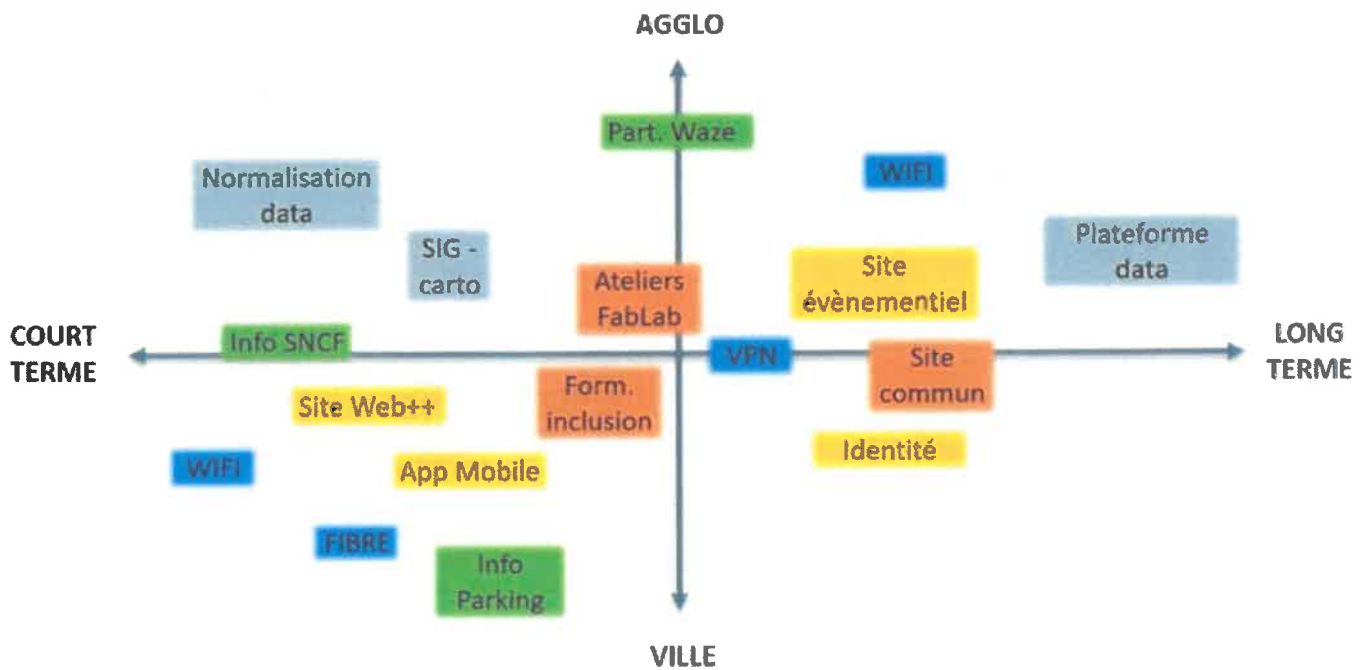 AGGLO
Part. Waze
WIFI
Normalisation
data
SIG -
carto
Plateforme
data
Site
évènementiel
Ateliers
FabLab
COURT
TERME
Info SNCF
VPN
Site
commun
LONG
TERME
Form.
inclusion
Site Web++
Identité
WIFI
App Mobile
FIBRE
Info
Parking
VILLE